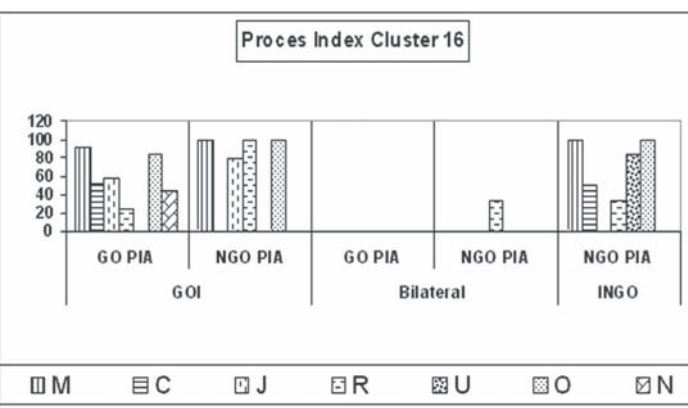 Proces Index Cluster 16
120
100
80
60
40
20
0
GO PIA NGO PIA GO PIA NGO PIA NGO PIA
GOI Bilateral INGO
M C J R U O N